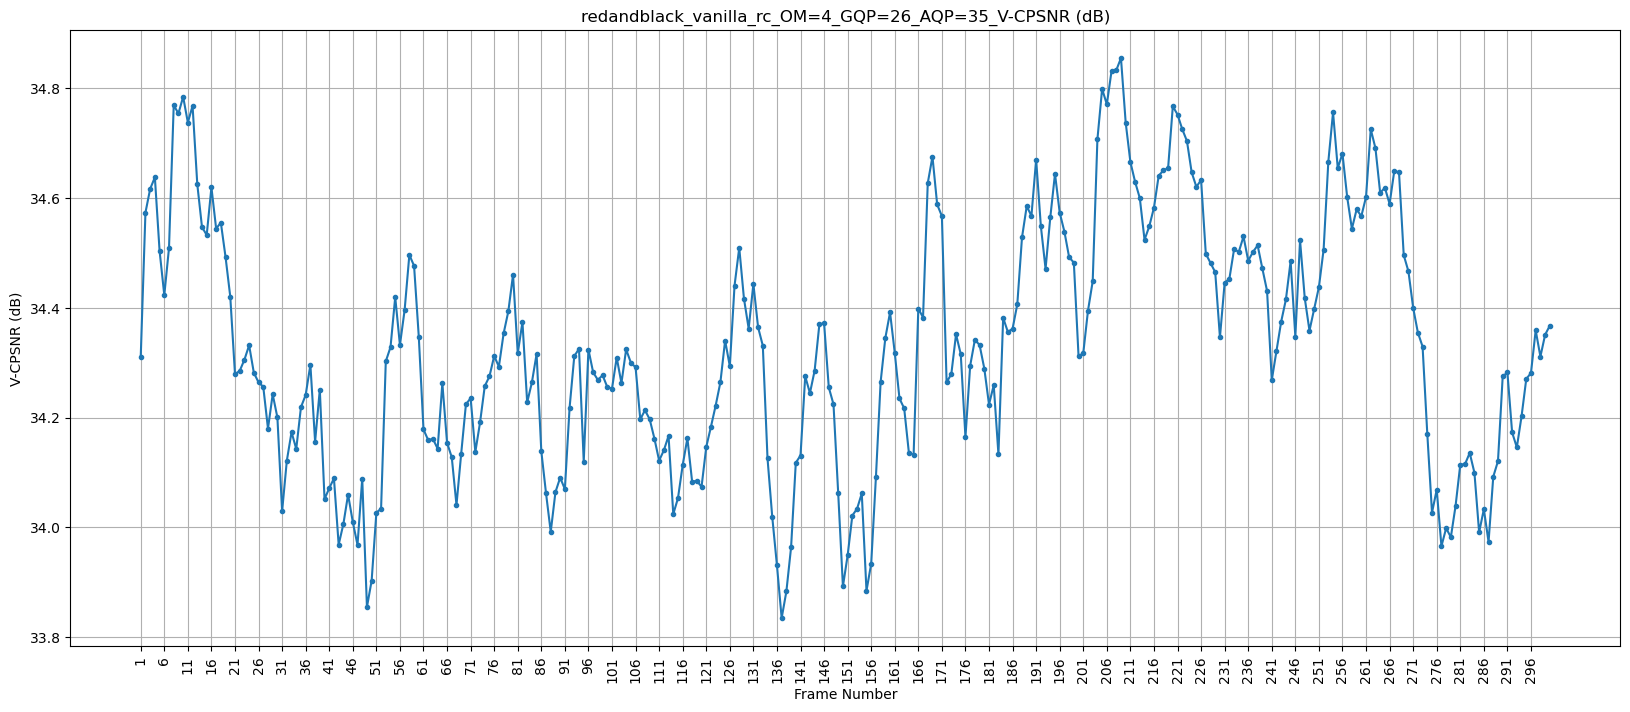 redandblack_vanilla_rc_OM=4_GQP=26_AQP=35_V-CPSNR (dB)
V-CPSNR (dB)
34.8
34.6
34.4
34.2
34.0
33.8
1 6 11 16 21 26 31 36 41 46 51 56 61 66 71 76 81 86 91 96 101 106 111 116 121 126 131 136 141 146 151 156 161 166 171 176 181 186 191 196 201 206 211 216 221 226 231 236 241 246 251 256 261 266 271 276 281 286 291 296
Frame Number